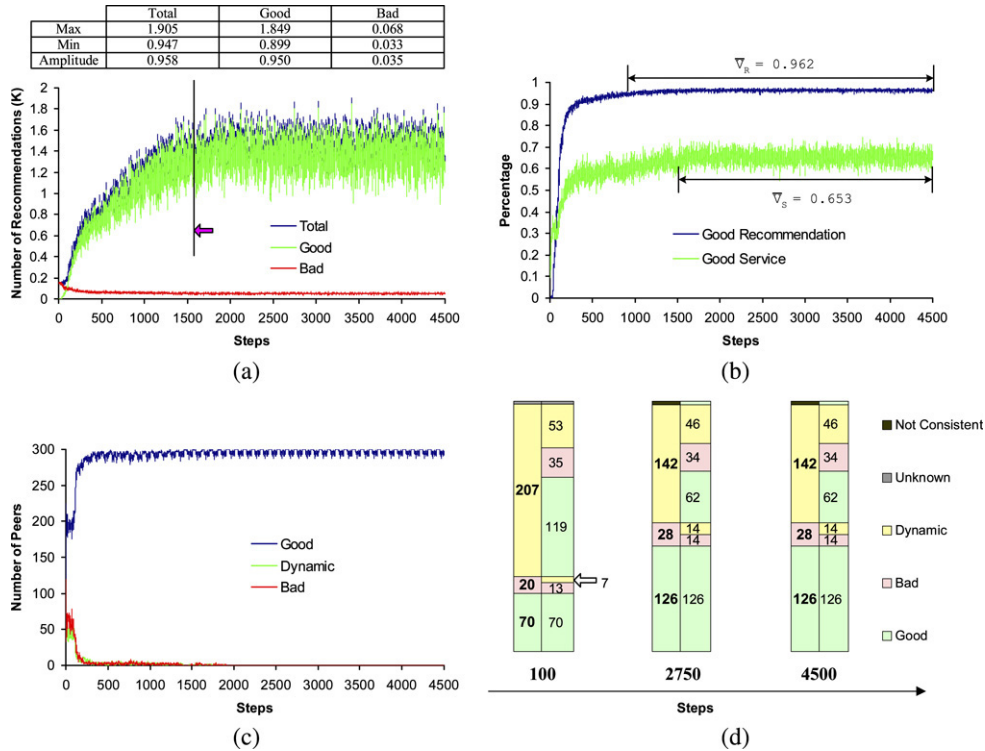 Total Good Bad
Max 1.905 1.849 0.068
Min 0.947 0.899 0.033
Amplitude 0.958 0.950 0.035
Number of Recommendations (K)
2
1.8
1.6
1.4
1.2
1
0.8
0.6
0.4
0.2
0
Total
Good
Bad
0 500 1000 1500 2000 2500 3000 3500 4000 4500
Steps
(a)
∇̄R = 0.962
Percentage
1
0.9
0.8
0.7
0.6
0.5
0.4
0.3
0.2
0.1
0
∇̄S = 0.653
Good Recommendation
Good Service
0 500 1000 1500 2000 2500 3000 3500 4000 4500
Steps
(b)
Number of Peers
300
250
200
150
100
50
0
Good
Dynamic
Bad
0 500 1000 1500 2000 2500 3000 3500 4000 4500
Steps
(c)
207 53
35
119
20 7
13
70 70
100
142 46
34
62
28 14
14
126 126
2750
142 46
34
62
28 14
14
126 126
4500
Not Consistent
Unknown
Dynamic
Bad
Good
Steps
(d)